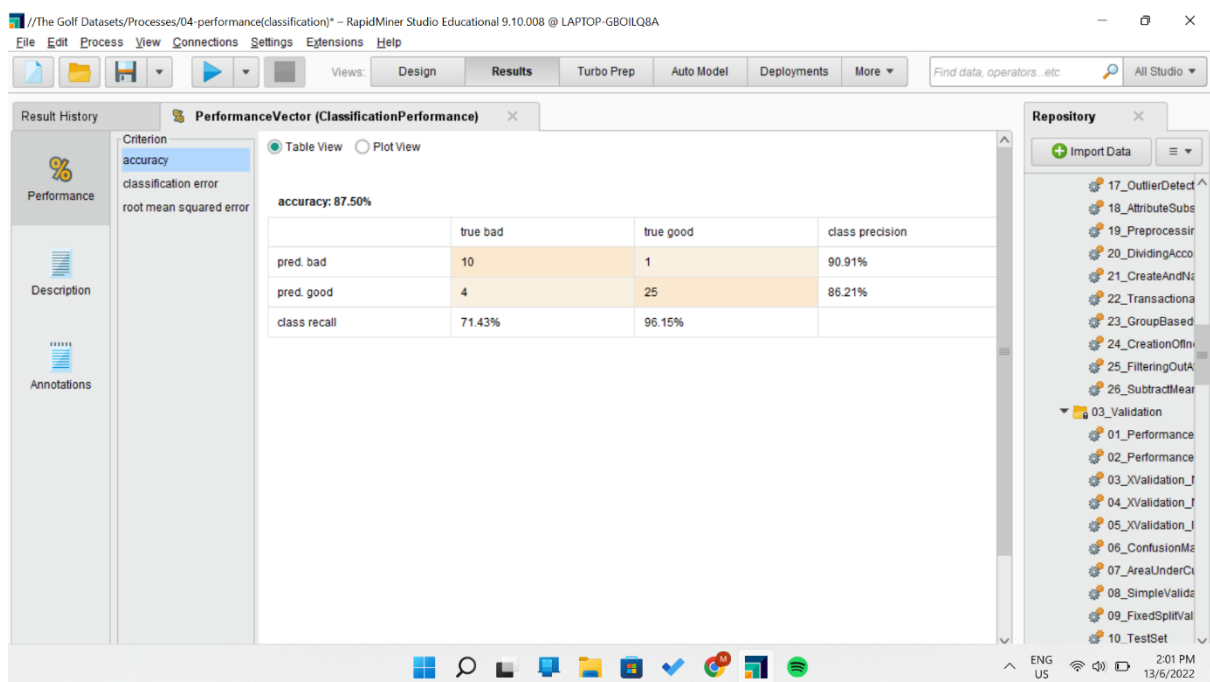 //The Golf Datasets/Processes/04-performance(classification)* – RapidMiner Studio Educational 9.10.008 @ LAPTOP-GBOILQ8A
File Edit Process View Connections Settings Extensions Help
Views: Design Results Turbo Prep Auto Model Deployments More Find data, operators...etc All Studio
Result History
PerformanceVector (ClassificationPerformance)
Performance
Description
Annotations
Criterion
accuracy
classification error
root mean squared error
Table View Plot View
accuracy: 87.50%
true bad true good class precision
pred. bad 10 1 90.91%
pred. good 4 25 86.21%
class recall 71.43% 96.15%
Repository
Import Data
17_OutlierDetect
18_AttributeSubs
19_Preprocessin
20_DividingAcco
21_CreateAndNa
22_Transactiona
23_GroupBased
24_CreationOfIn
25_FilteringOutA
26_SubtractMean
03_Validation
01_Performance
02_Performance
03_XValidation_N
04_XValidation_N
05_XValidation_I
06_ConfusionMa
07_AreaUnderCu
08_SimpleValida
09_FixedSplitVal
10_TestSet
ENG
US
2:01 PM
13/6/2022